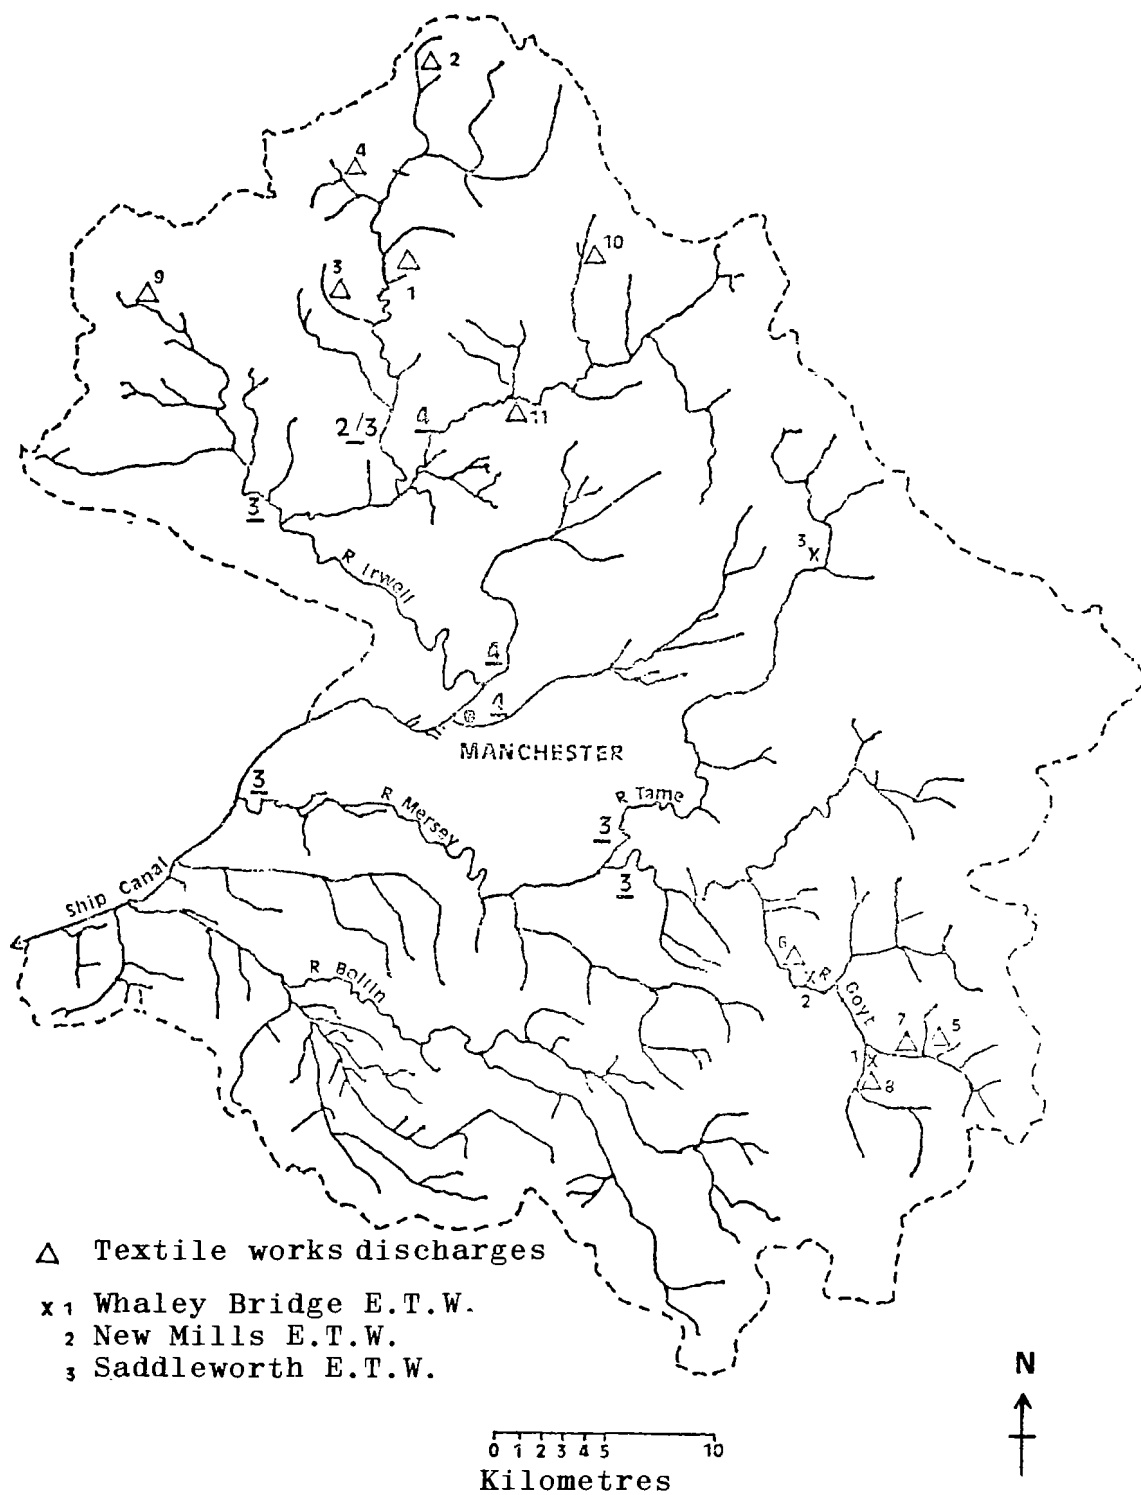 2
4
10
3
9
1
11
2/3
4
3
3
R Irwell
4
4
MANCHESTER
3
R Mersey
R Tame
3
3
Ship Canal
6
R Goyt
2
R Bollin
7
5
1
8
Textile works discharges
x 1 Whaley Bridge E.T.W.
2 New Mills E.T.W.
3 Saddleworth E.T.W.
N
0 1 2 3 4 5 10
Kilometres